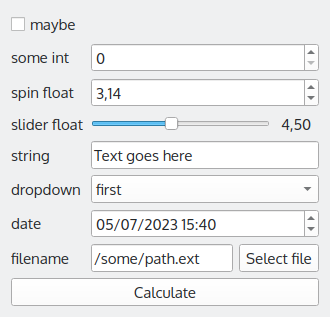 maybe
some int 0
spin float 3,14
slider float 4,50
string Text goes here
dropdown first
date 05/07/2023 15:40
filename /some/path.ext Select file
Calculate